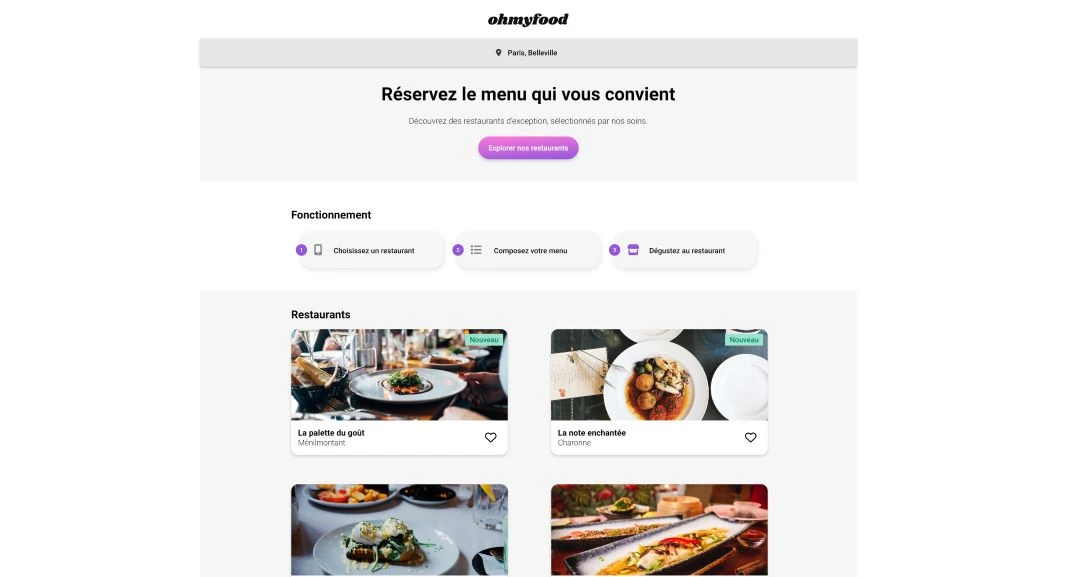 ohmyfood
Paris, Belleville
Réservez le menu qui vous convient
Découvrez des restaurants d'exception, sélectionnés par nos soins.
Explorer nos restaurants
Fonctionnement
1 Choisissez un restaurant
2 Composez votre menu
3 Dégustez au restaurant
Restaurants
Nouveau
La palette du goût
Ménilmontant
Nouveau
La note enchantée
Charonne